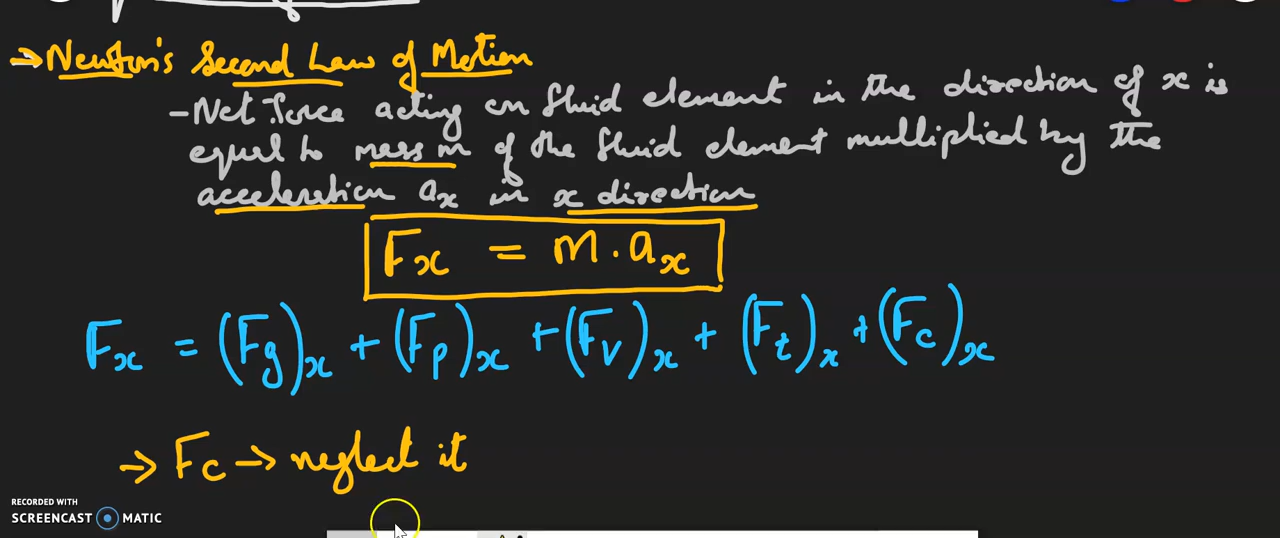 → Newton's Second Law of Motion
- Net Force acting on fluid element in the direction of x is
equal to mass m of the fluid element multiplied by the
acceleration ax in x direction
Fx = m . ax
Fx = (Fg)x + (Fp)x + (Fv)x + (Ft)x + (Fc)x
→ Fc → neglect it
RECORDED WITH
SCREENCAST MATIC